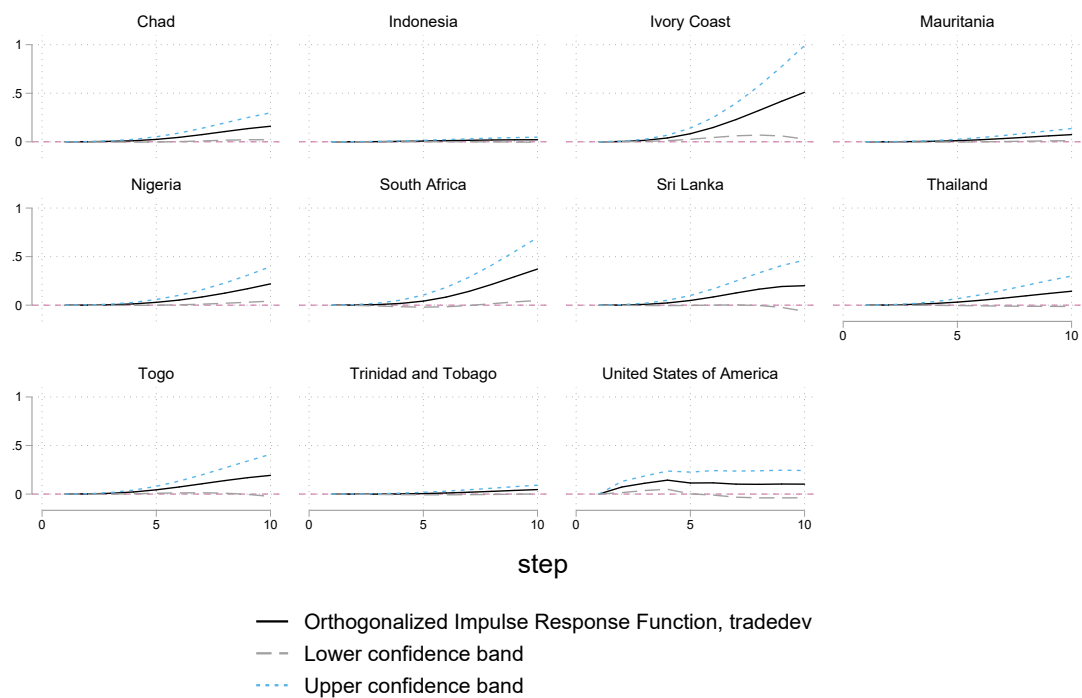 Chad
Indonesia
Ivory Coast
Mauritania
1
.5
0
Nigeria
South Africa
Sri Lanka
Thailand
1
.5
0
0 5 10
Togo
Trinidad and Tobago
United States of America
1
.5
0
0 5 10
0 5 10
0 5 10
step
Orthogonalized Impulse Response Function, tradedev
Lower confidence band
Upper confidence band